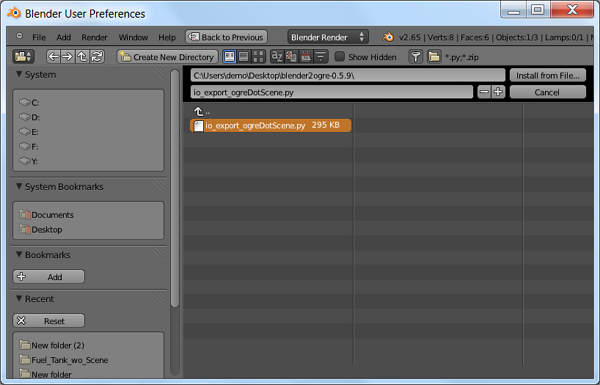 Blender User Preferences
File Add Render Window Help Back to Previous Blender Render v2.65 | Verts:8 | Faces:6 | Objects:1/3 | Lamps:0/1
Create New Directory Show Hidden *.py;*.zip
System
C:
D:
E:
F:
Y:
System Bookmarks
Documents
Desktop
Bookmarks
Add
Recent
Reset
New folder (2)
Fuel_Tank_wo_Scene
New folder
C:\Users\demo\Desktop\blender2ogre-0.5.9\ Install from File...
io_export_ogreDotScene.py Cancel
..
io_export_ogreDotScene.py 295 KB